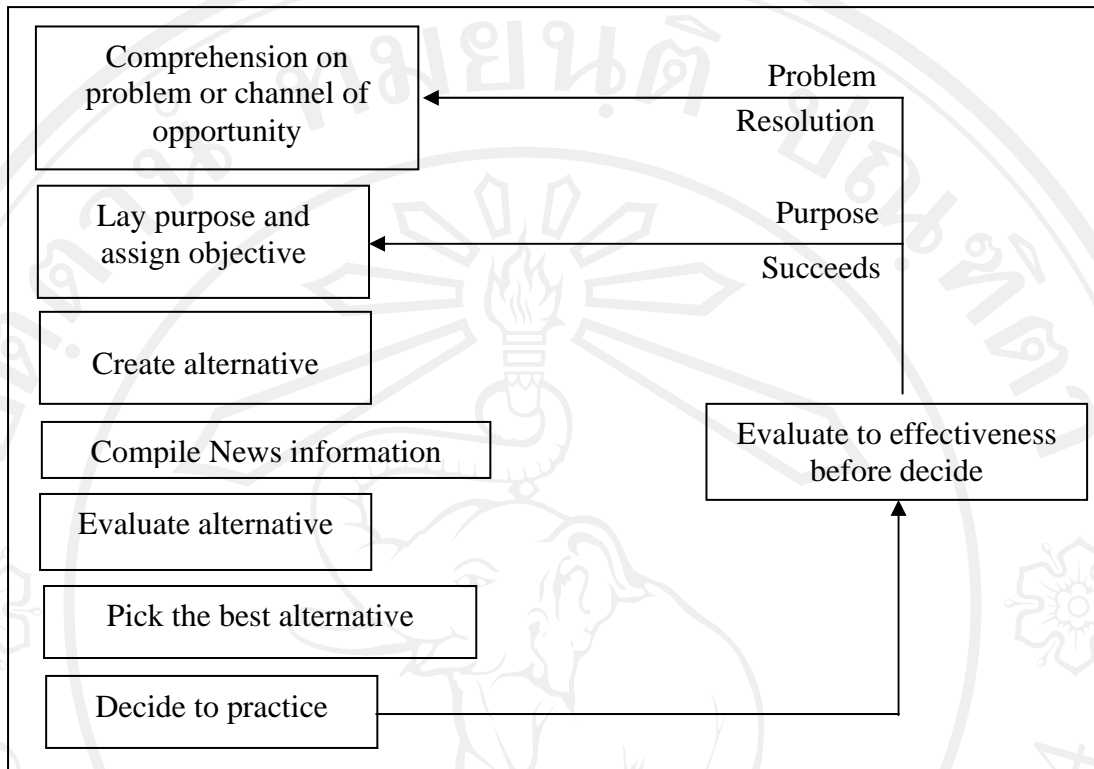 Comprehension on
problem or channel of
opportunity
Problem
Resolution
Lay purpose and
assign objective
Purpose
Succeeds
Create alternative
Compile News information
Evaluate to effectiveness
before decide
Evaluate alternative
Pick the best alternative
Decide to practice